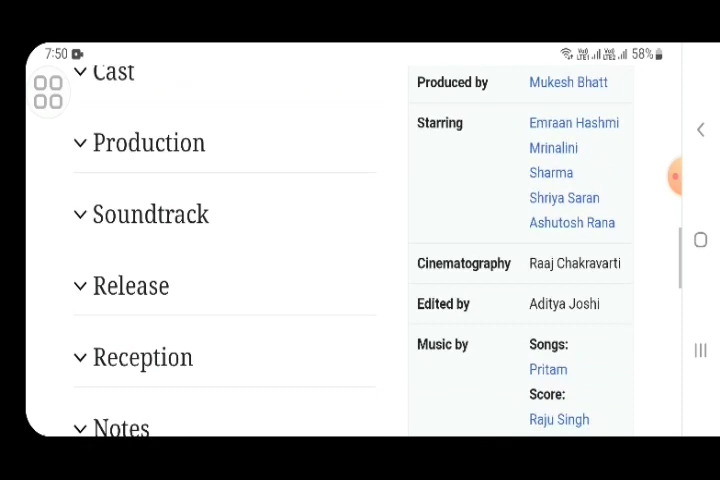 7:50
58%
Cast
Production
Soundtrack
Release
Reception
Notes
Produced by Mukesh Bhatt
Starring Emraan Hashmi
Mrinalini
Sharma
Shriya Saran
Ashutosh Rana
Cinematography Raaj Chakravarti
Edited by Aditya Joshi
Music by Songs:
Pritam
Score:
Raju Singh